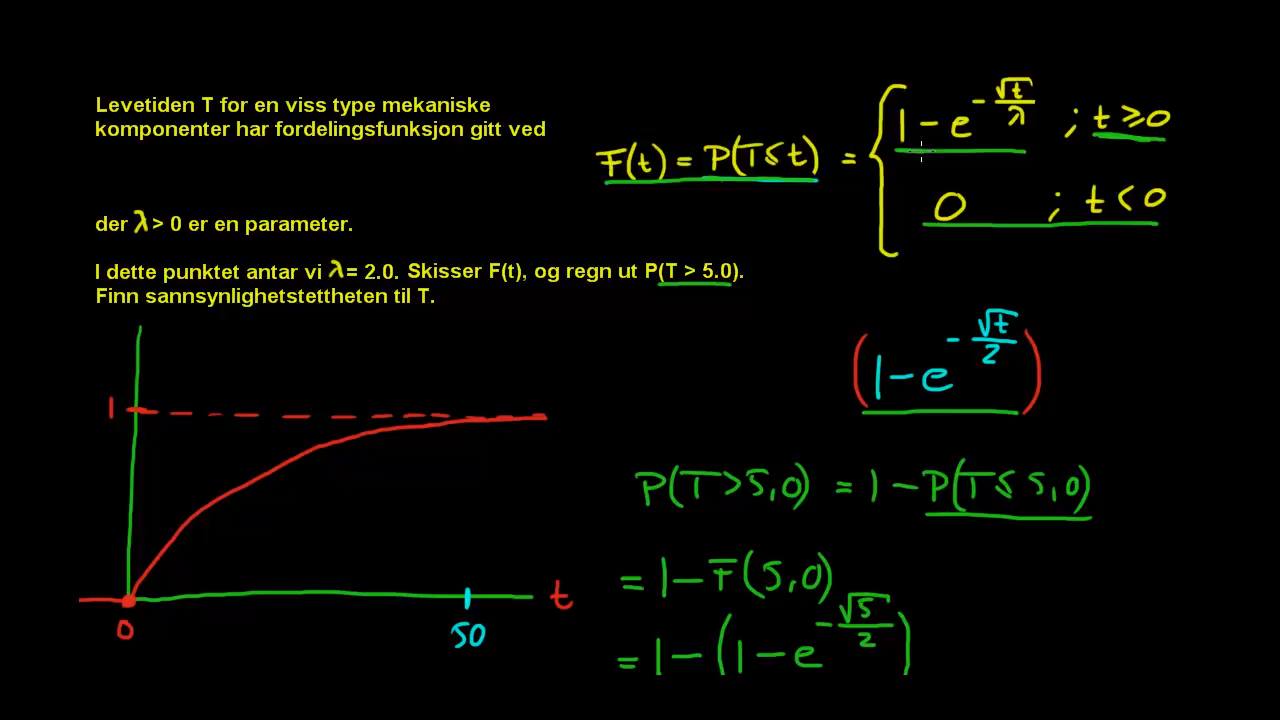 Levetiden T for en viss type mekaniske
komponenter har fordelingsfunksjon gitt ved
F(t) = P(T ≤ t) = { 1 - e^{-√t/λ} ; t ≥ 0
0 ; t < 0
der λ > 0 er en parameter.
I dette punktet antar vi λ = 2.0. Skisser F(t), og regn ut P(T > 5.0).
Finn sannsynlighetstettheten til T.
(1 - e^{-√t/2})
1
P(T > 5,0) = 1 - P(T ≤ 5,0)
= 1 - F(5,0)
= 1 - (1 - e^{-√5/2})
t
0
50